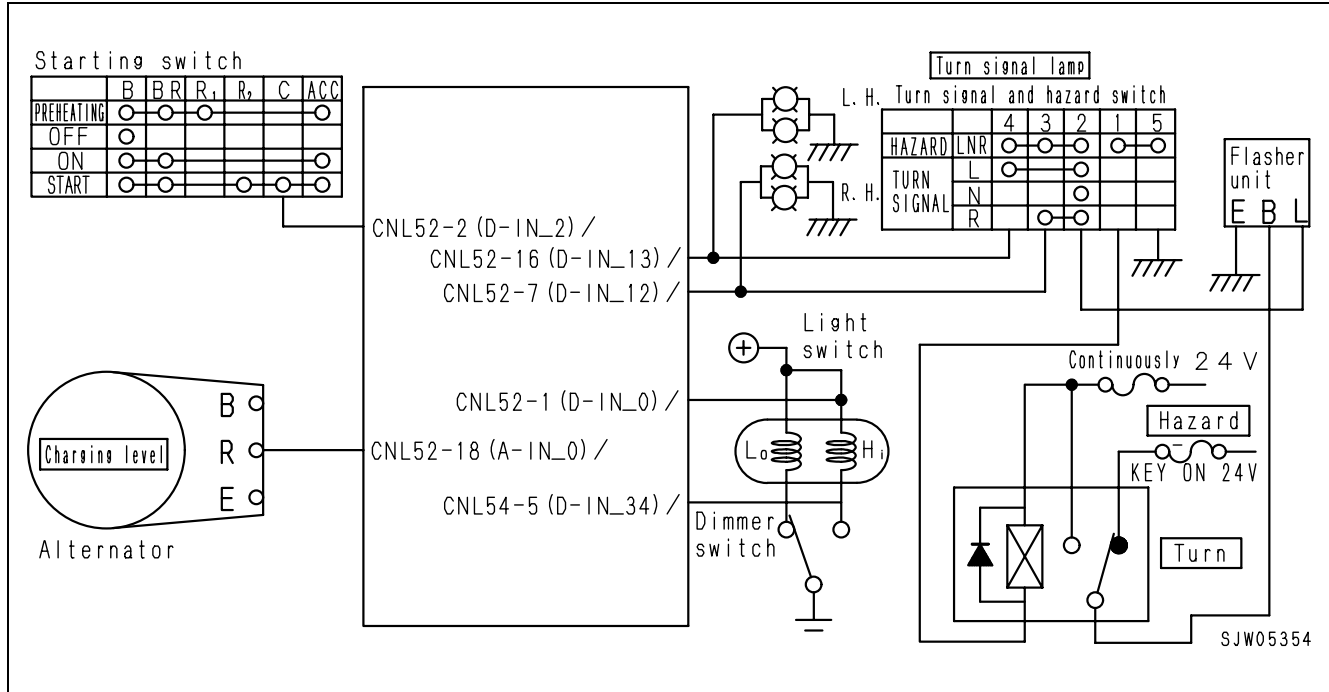 Starting switch
B BR R1 R2 C ACC
PREHEATING
OFF
ON
START
CNL52-2(D-IN_2)/
CNL52-16(D-IN_13)/
CNL52-7(D-IN_12)/
CNL52-1(D-IN_0)/
CNL52-18(A-IN_0)/
CNL54-5(D-IN_34)/
Charging level
B
R
E
Alternator
L.H.
R.H.
Turn signal lamp
Turn signal and hazard switch
4 3 2 1 5
HAZARD LNR
TURN SIGNAL
L
N
R
Flasher
unit
E B L
Light
switch
+
Lo Hi
Dimmer
switch
Continuously 24V
Hazard
KEY ON 24V
Turn
SJW05354